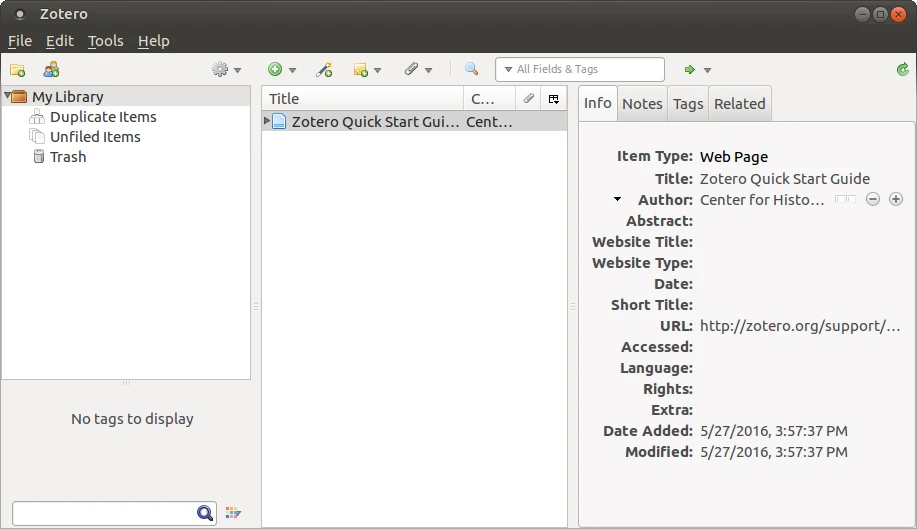 Zotero
File Edit Tools Help
All Fields & Tags
My Library
Duplicate Items
Unfiled Items
Trash
No tags to display
Title C...
Zotero Quick Start Gui... Cent...
Info Notes Tags Related
Item Type: Web Page
Title: Zotero Quick Start Guide
Author: Center for Histo...
Abstract:
Website Title:
Website Type:
Date:
Short Title:
URL: http://zotero.org/support/...
Accessed:
Language:
Rights:
Extra:
Date Added: 5/27/2016, 3:57:37 PM
Modified: 5/27/2016, 3:57:37 PM